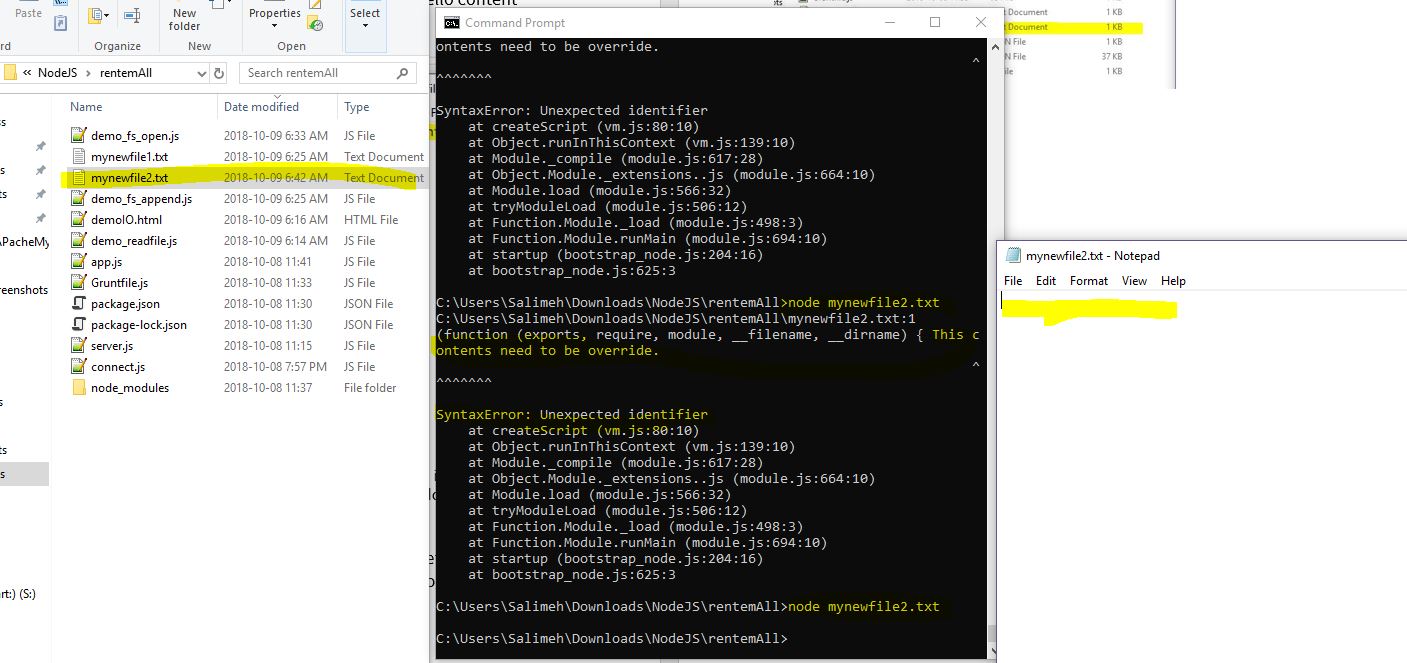 ello content
Paste
New
folder
Properties
Select
Organize
New
Open
rd
« NodeJS > rentemAll
Search rentemAll
Name Date modified Type
demo_fs_open.js 2018-10-09 6:33 AM JS File
mynewfile1.txt 2018-10-09 6:25 AM Text Document
mynewfile2.txt 2018-10-09 6:42 AM Text Document
demo_fs_append.js 2018-10-09 6:25 AM JS File
demoIO.html 2018-10-09 6:16 AM HTML File
demo_readfile.js 2018-10-09 6:14 AM JS File
app.js 2018-10-08 11:41 JS File
Gruntfile.js 2018-10-08 11:33 JS File
package.json 2018-10-08 11:30 JSON File
package-lock.json 2018-10-08 11:30 JSON File
server.js 2018-10-08 11:15 JS File
connect.js 2018-10-08 7:57 PM JS File
node_modules 2018-10-08 11:37 File folder
APacheMy
reenshots
rt:) (S:)
Command Prompt
ontents need to be override.
^
^^^^^^^
SyntaxError: Unexpected identifier
at createScript (vm.js:80:10)
at Object.runInThisContext (vm.js:139:10)
at Module._compile (module.js:617:28)
at Object.Module._extensions..js (module.js:664:10)
at Module.load (module.js:566:32)
at tryModuleLoad (module.js:506:12)
at Function.Module._load (module.js:498:3)
at Function.Module.runMain (module.js:694:10)
at startup (bootstrap_node.js:204:16)
at bootstrap_node.js:625:3
C:\Users\Salimeh\Downloads\NodeJS\rentemAll>node mynewfile2.txt
C:\Users\Salimeh\Downloads\NodeJS\rentemAll\mynewfile2.txt:1
(function (exports, require, module, __filename, __dirname) { This c
ontents need to be override.
^
^^^^^^^
SyntaxError: Unexpected identifier
at createScript (vm.js:80:10)
at Object.runInThisContext (vm.js:139:10)
at Module._compile (module.js:617:28)
at Object.Module._extensions..js (module.js:664:10)
at Module.load (module.js:566:32)
at tryModuleLoad (module.js:506:12)
at Function.Module._load (module.js:498:3)
at Function.Module.runMain (module.js:694:10)
at startup (bootstrap_node.js:204:16)
at bootstrap_node.js:625:3
C:\Users\Salimeh\Downloads\NodeJS\rentemAll>node mynewfile2.txt
C:\Users\Salimeh\Downloads\NodeJS\rentemAll>
t Document 1 KB
Document 1 KB
N File 1 KB
N File 37 KB
ile 1 KB
mynewfile2.txt - Notepad
File Edit Format View Help